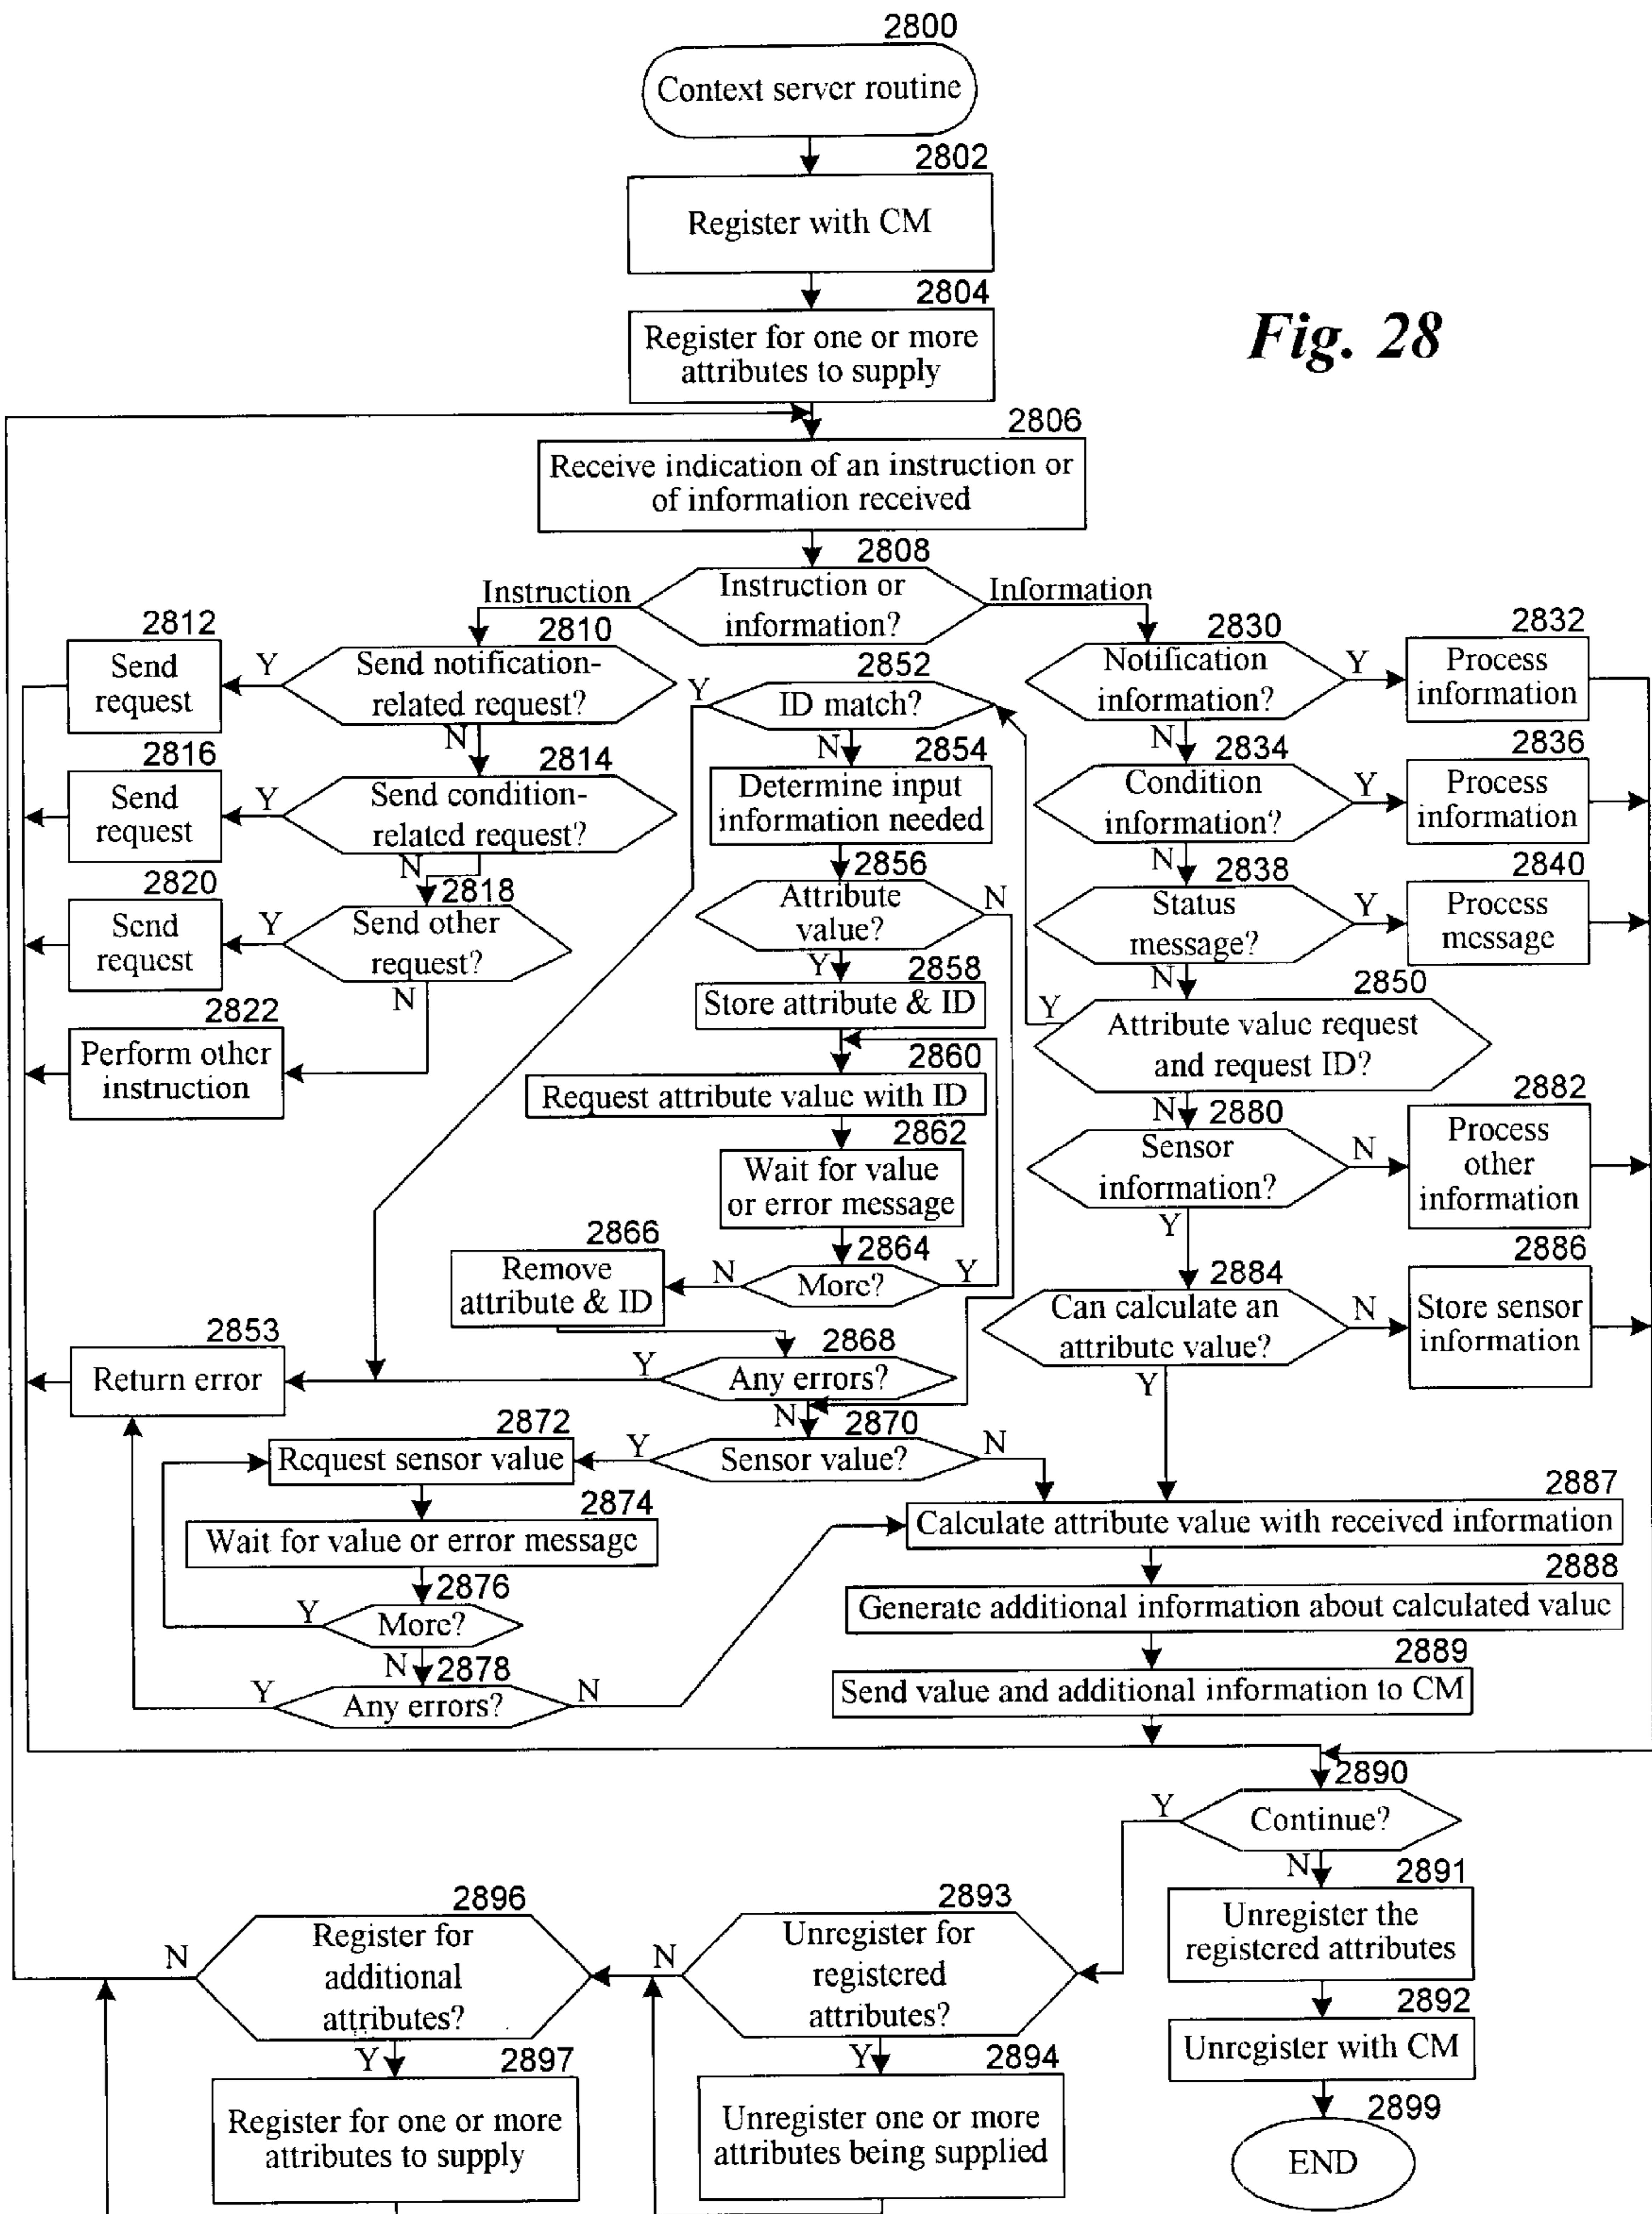 2800
Context server routine
2802
Register with CM
2804
Register for one or more
attributes to supply
Fig. 28
2806
Receive indication of an instruction or
of information received
2808
Instruction or
information?
Instruction
Information
2810
Send notification-
related request?
Y
N
2812
Send
request
2814
Send condition-
related request?
Y
N
2816
Send
request
2818
Send other
request?
Y
N
2820
Send
request
2822
Perform other
instruction
2830
Notification
information?
Y
N
2832
Process
information
2834
Condition
information?
Y
N
2836
Process
information
2838
Status
message?
Y
N
2840
Process
message
2850
Attribute value request
and request ID?
Y
N
2852
ID match?
Y
N
2854
Determine input
information needed
2856
Attribute
value?
N
Y
2858
Store attribute & ID
2860
Request attribute value with ID
2862
Wait for value
or error message
2864
More?
N
Y
2866
Remove
attribute & ID
2868
Any errors?
Y
N
2853
Return error
2870
Sensor value?
Y
N
2872
Request sensor value
2874
Wait for value or error message
2876
More?
Y
N
2878
Any errors?
Y
N
2880
Sensor
information?
N
Y
2882
Process
other
information
2884
Can calculate an
attribute value?
N
Y
2886
Store sensor
information
2887
Calculate attribute value with received information
2888
Generate additional information about calculated value
2889
Send value and additional information to CM
2890
Continue?
Y
N
2891
Unregister the
registered attributes
2892
Unregister with CM
2899
END
2893
Unregister for
registered
attributes?
N
Y
2894
Unregister one or more
attributes being supplied
2896
Register for
additional
attributes?
N
Y
2897
Register for one or more
attributes to supply